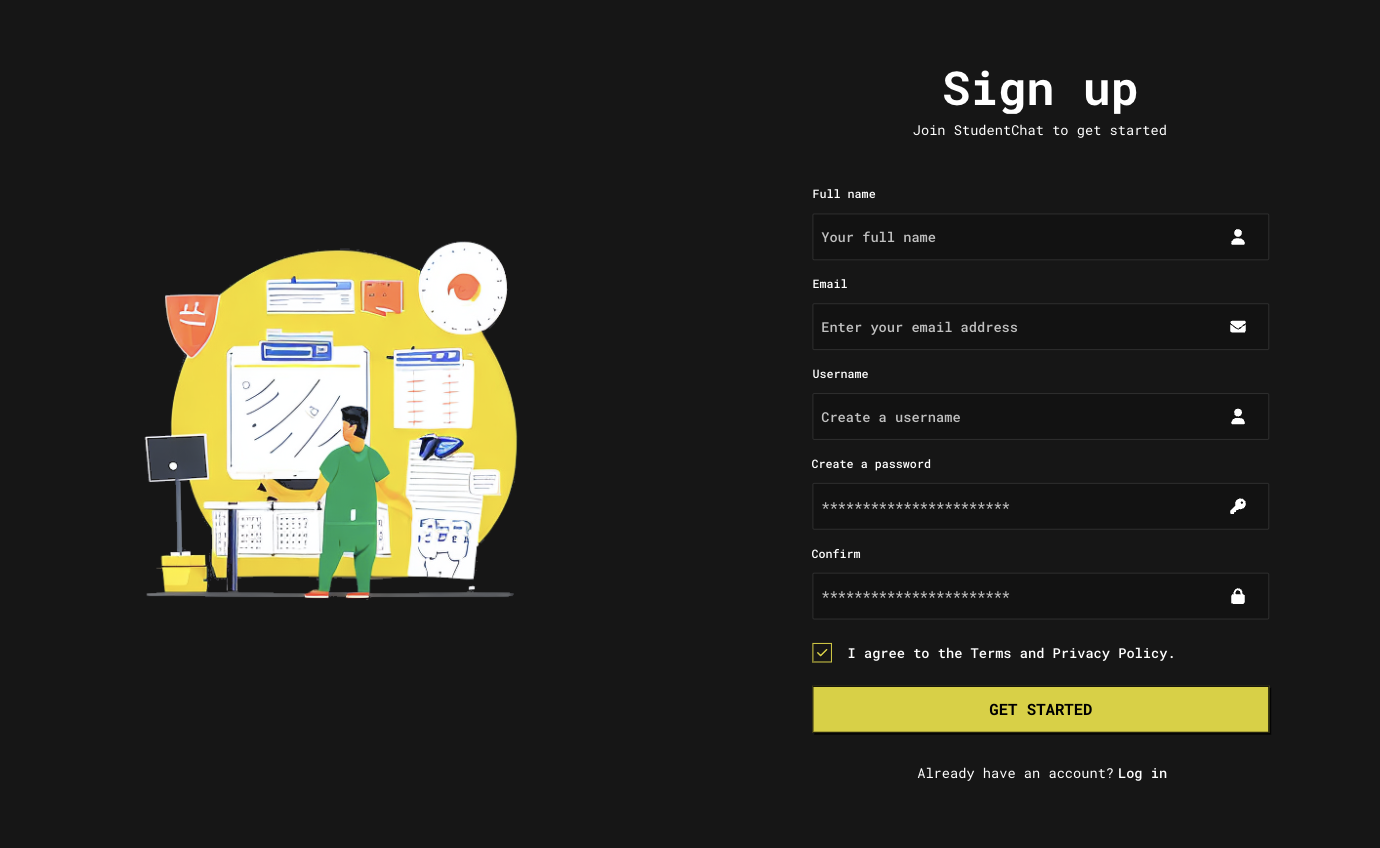 Sign up
Join StudentChat to get started
Full name
Your full name
Email
Enter your email address
Username
Create a username
Create a password
***********************
Confirm
***********************
I agree to the Terms and Privacy Policy.
GET STARTED
Already have an account? Log in